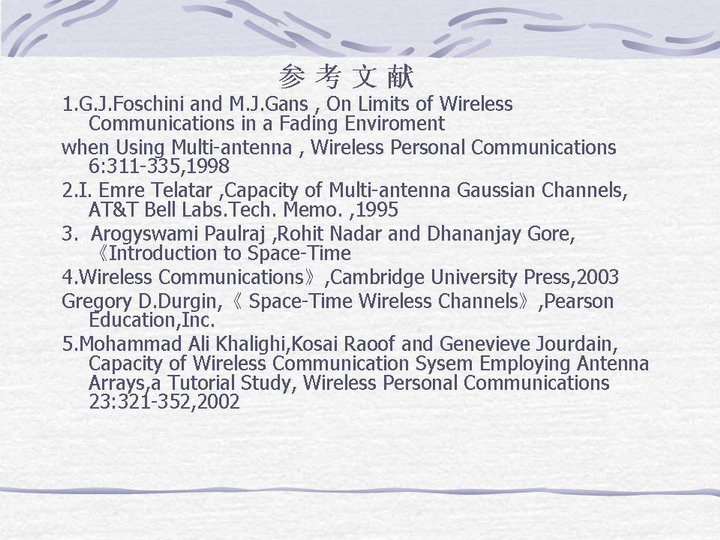 参 考 文 献
1.G.J.Foschini and M.J.Gans , On Limits of Wireless
Communications in a Fading Enviroment
when Using Multi-antenna , Wireless Personal Communications
6:311-335,1998
2.I. Emre Telatar ,Capacity of Multi-antenna Gaussian Channels,
AT&T Bell Labs.Tech. Memo. ,1995
3. Arogyswami Paulraj ,Rohit Nadar and Dhananjay Gore,
《Introduction to Space-Time
4.Wireless Communications》,Cambridge University Press,2003
Gregory D.Durgin,《 Space-Time Wireless Channels》,Pearson
Education,Inc.
5.Mohammad Ali Khalighi,Kosai Raoof and Genevieve Jourdain,
Capacity of Wireless Communication Sysem Employing Antenna
Arrays,a Tutorial Study, Wireless Personal Communications
23:321-352,2002